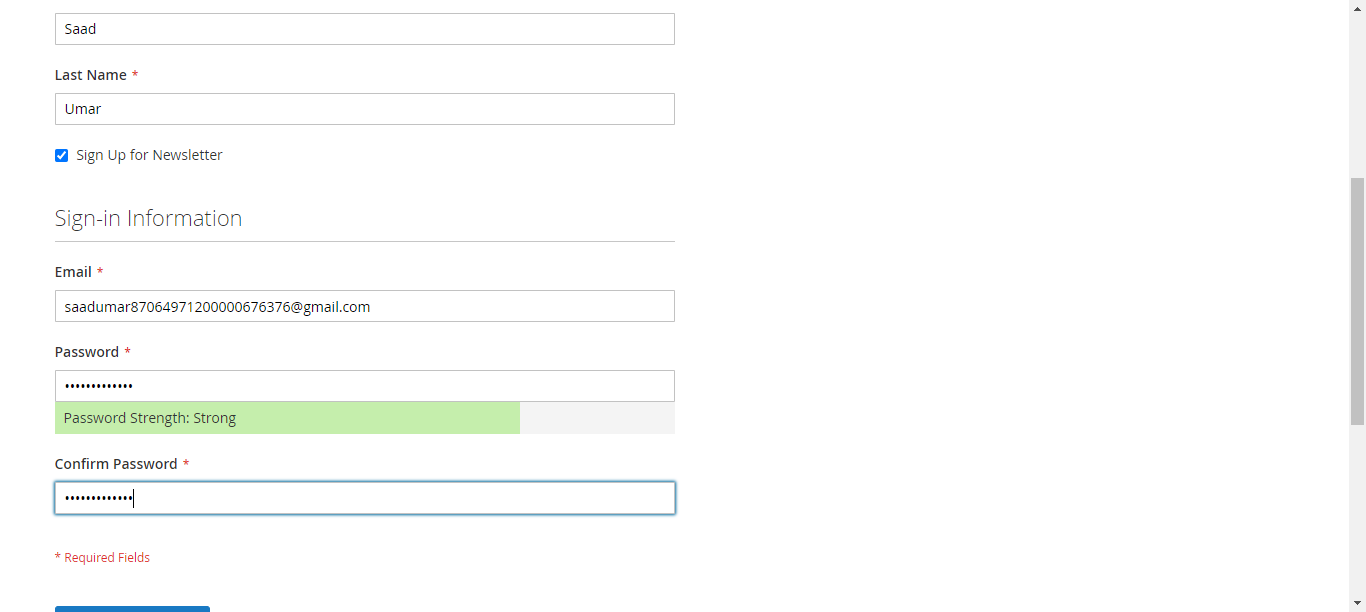 Saad
Last Name *
Umar
Sign Up for Newsletter
Sign-in Information
Email *
saadumar87064971200000676376@gmail.com
Password *
•••••••••••••
Password Strength: Strong
Confirm Password *
•••••••••••••
* Required Fields